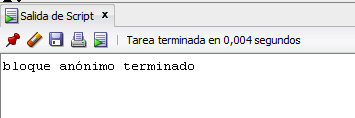 Salida de Script x
Tarea terminada en 0,004 segundos
bloque anónimo terminado